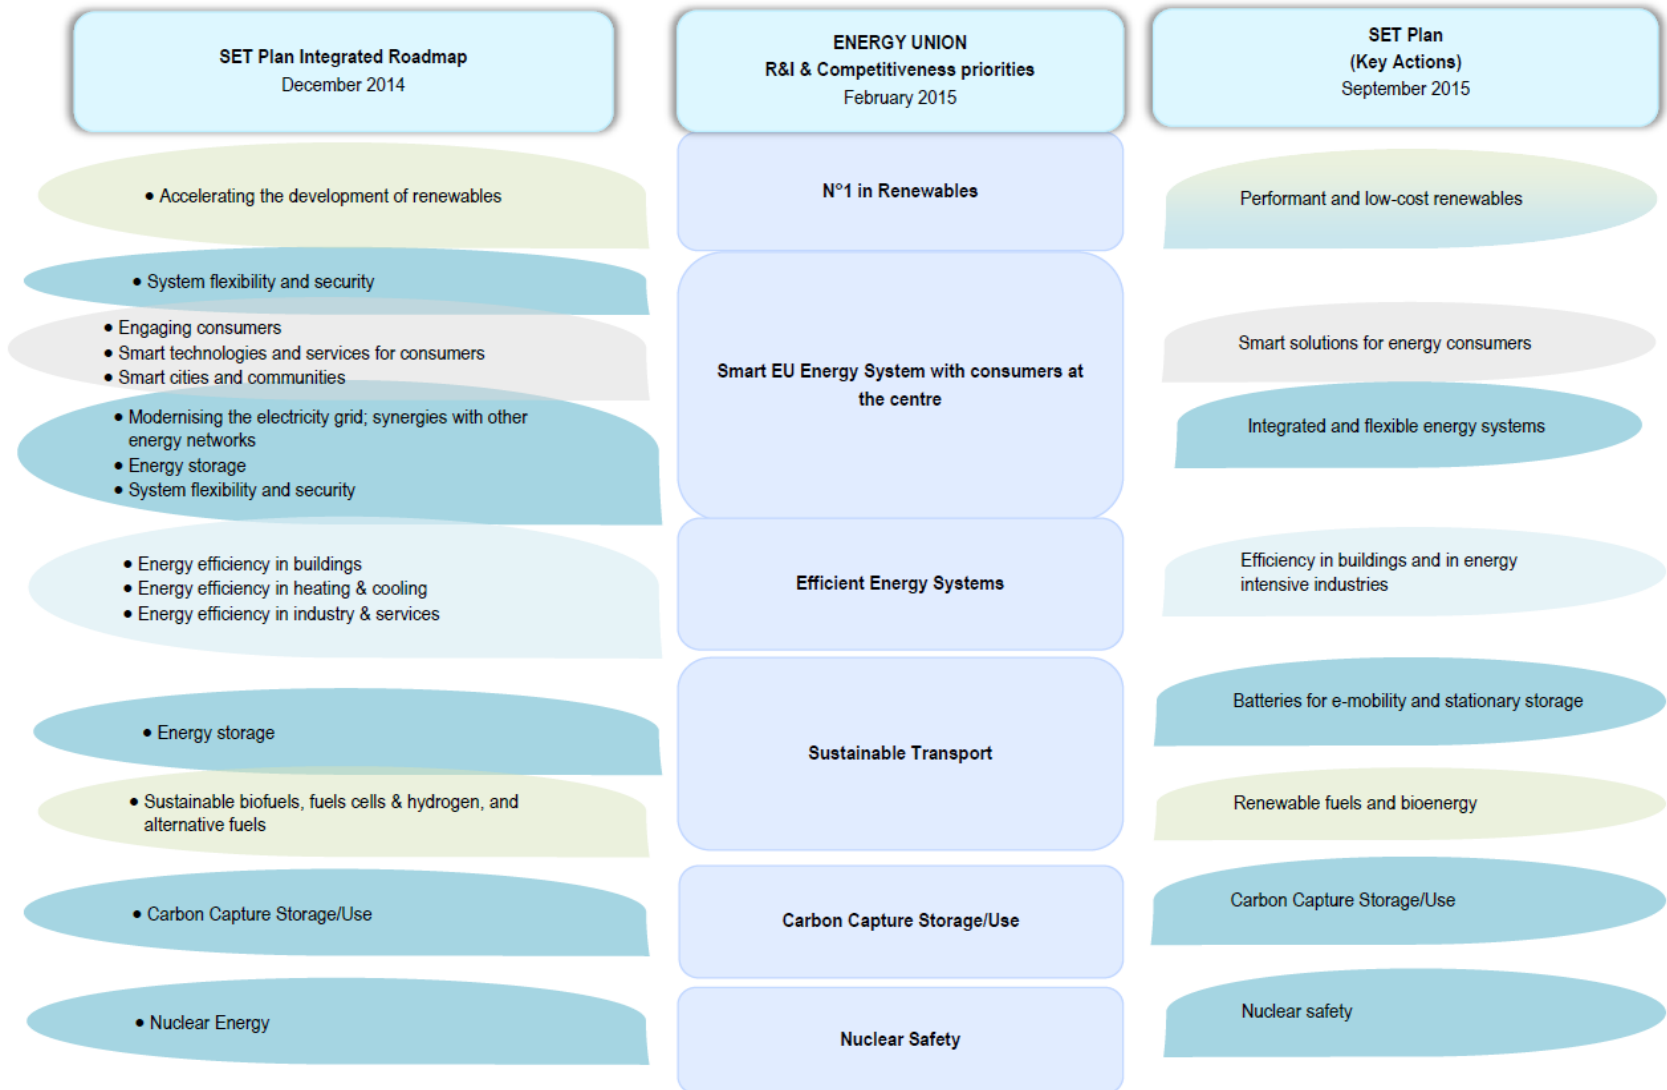 SET Plan Integrated Roadmap
December 2014
ENERGY UNION
R&I & Competitiveness priorities
February 2015
SET Plan
(Key Actions)
September 2015
• Accelerating the development of renewables
N°1 in Renewables
Performant and low-cost renewables
• System flexibility and security
• Engaging consumers
• Smart technologies and services for consumers
• Smart cities and communities
• Modernising the electricity grid; synergies with other
energy networks
• Energy storage
• System flexibility and security
Smart EU Energy System with consumers at
the centre
Smart solutions for energy consumers
Integrated and flexible energy systems
• Energy efficiency in buildings
• Energy efficiency in heating & cooling
• Energy efficiency in industry & services
Efficient Energy Systems
Efficiency in buildings and in energy
intensive industries
• Energy storage
• Sustainable biofuels, fuels cells & hydrogen, and
alternative fuels
Sustainable Transport
Batteries for e-mobility and stationary storage
Renewable fuels and bioenergy
• Carbon Capture Storage/Use
Carbon Capture Storage/Use
Carbon Capture Storage/Use
• Nuclear Energy
Nuclear Safety
Nuclear safety